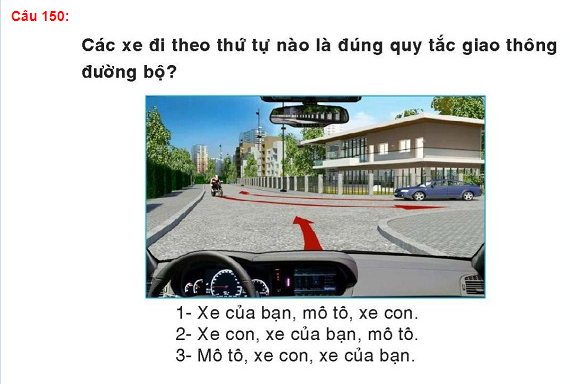 Câu 150:
Các xe đi theo thứ tự nào là đúng quy tắc giao thông
đường bộ?
1- Xe của bạn, mô tô, xe con.
2- Xe con, xe của bạn, mô tô.
3- Mô tô, xe con, xe của bạn.